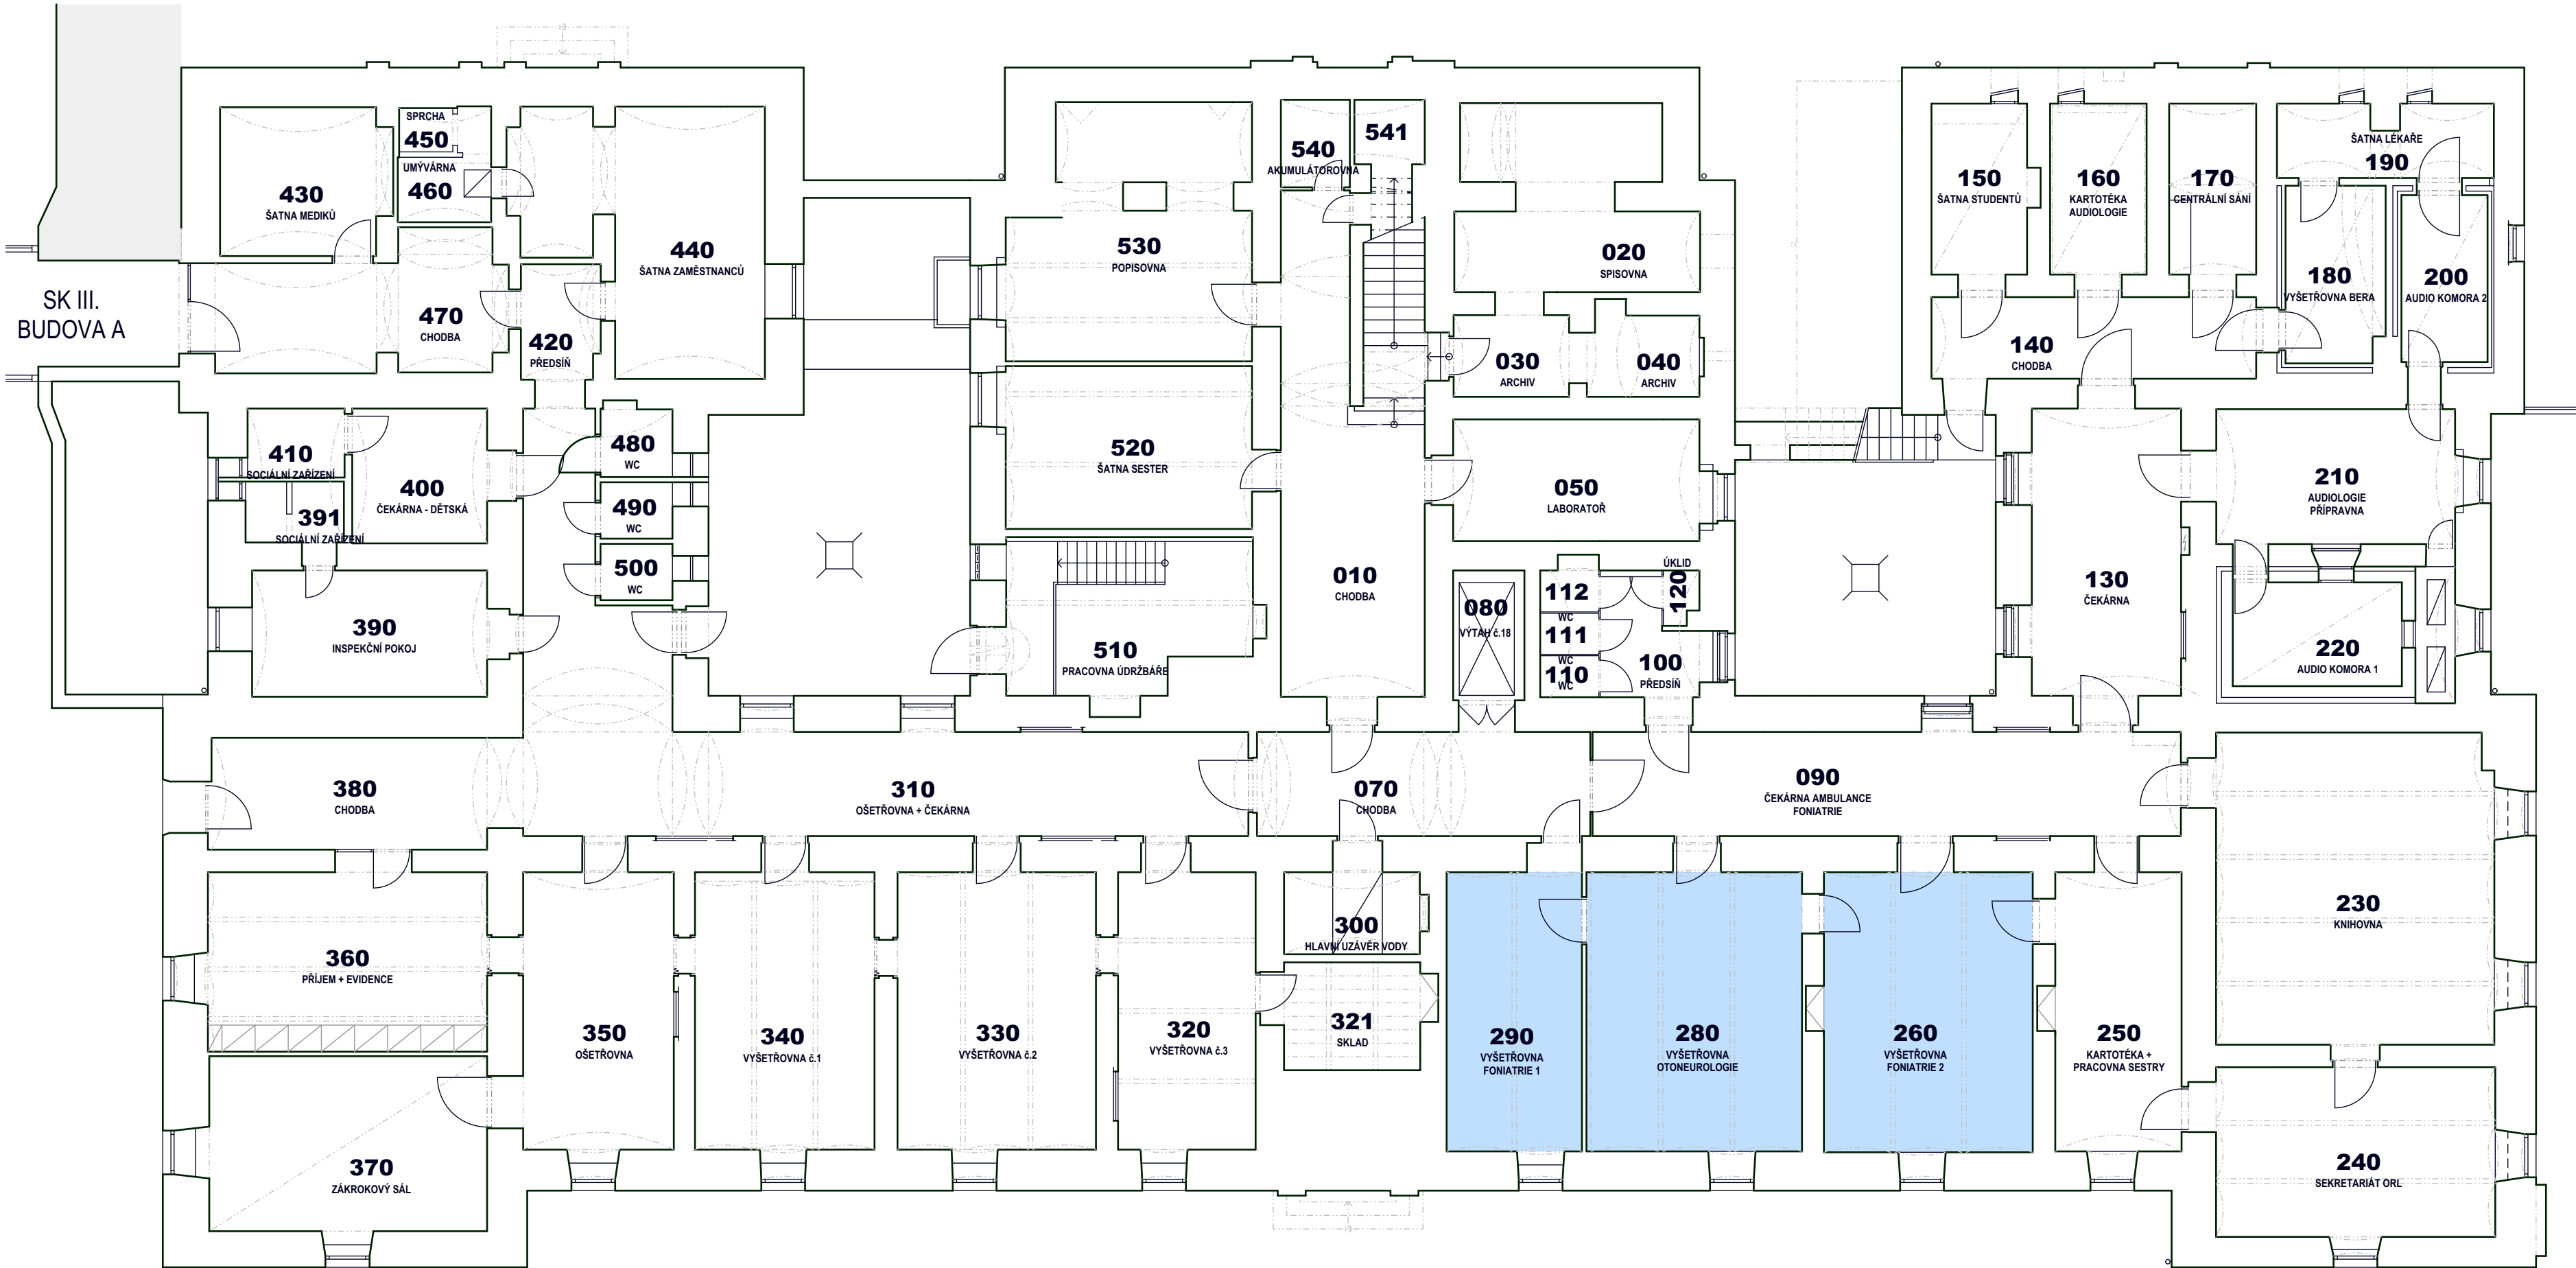 SPRCHA
450
UMÝVÁRNA
460
430
ŠATNA MEDIKŮ
440
ŠATNA ZAMĚSTNANCŮ
SK III.
BUDOVA A
470
CHODBA
420
PŘEDSÍŇ
530
POPISOVNA
540
AKUMULÁTOROVNA
541
020
SPISOVNA
030
ARCHIV
040
ARCHIV
150
ŠATNA STUDENTŮ
160
KARTOTÉKA
AUDIOLOGIE
170
CENTRÁLNÍ SÁNÍ
ŠATNA LÉKAŘE
190
180
VYŠETŘOVNA BERA
200
AUDIO KOMORA 2
140
CHODBA
410
SOCIÁLNÍ ZAŘÍZENÍ
400
ČEKÁRNA - DĚTSKÁ
391
SOCIÁLNÍ ZAŘÍZENÍ
480
WC
490
WC
500
WC
390
INSPEKČNÍ POKOJ
520
ŠATNA SESTER
510
PRACOVNA ÚDRŽBÁŘE
010
CHODBA
050
LABORATOŘ
080
VÝTAH č.18
112
WC
111
WC
110
WC
ÚKLID
120
100
PŘEDSÍŇ
130
ČEKÁRNA
210
AUDIOLOGIE
PŘÍPRAVNA
220
AUDIO KOMORA 1
380
CHODBA
310
OŠETŘOVNA + ČEKÁRNA
070
CHODBA
090
ČEKÁRNA AMBULANCE
FONIATRIE
360
PŘÍJEM + EVIDENCE
370
ZÁKROKOVÝ SÁL
350
OŠETŘOVNA
340
VYŠETŘOVNA č.1
330
VYŠETŘOVNA č.2
320
VYŠETŘOVNA č.3
300
HLAVNÍ UZÁVĚR VODY
321
SKLAD
290
VYŠETŘOVNA
FONIATRIE 1
280
VYŠETŘOVNA
OTONEUROLOGIE
260
VYŠETŘOVNA
FONIATRIE 2
250
KARTOTÉKA +
PRACOVNA SESTRY
230
KNIHOVNA
240
SEKRETARIÁT ORL